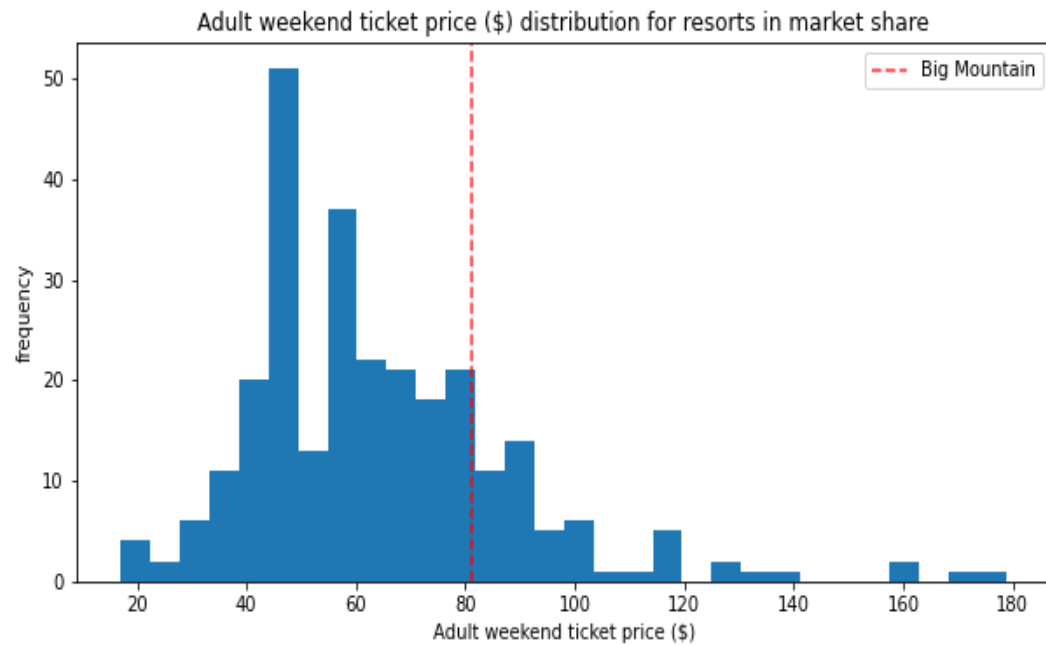 Adult weekend ticket price ($) distribution for resorts in market share
Big Mountain
frequency
50
40
30
20
10
0
20 40 60 80 100 120 140 160 180
Adult weekend ticket price ($)